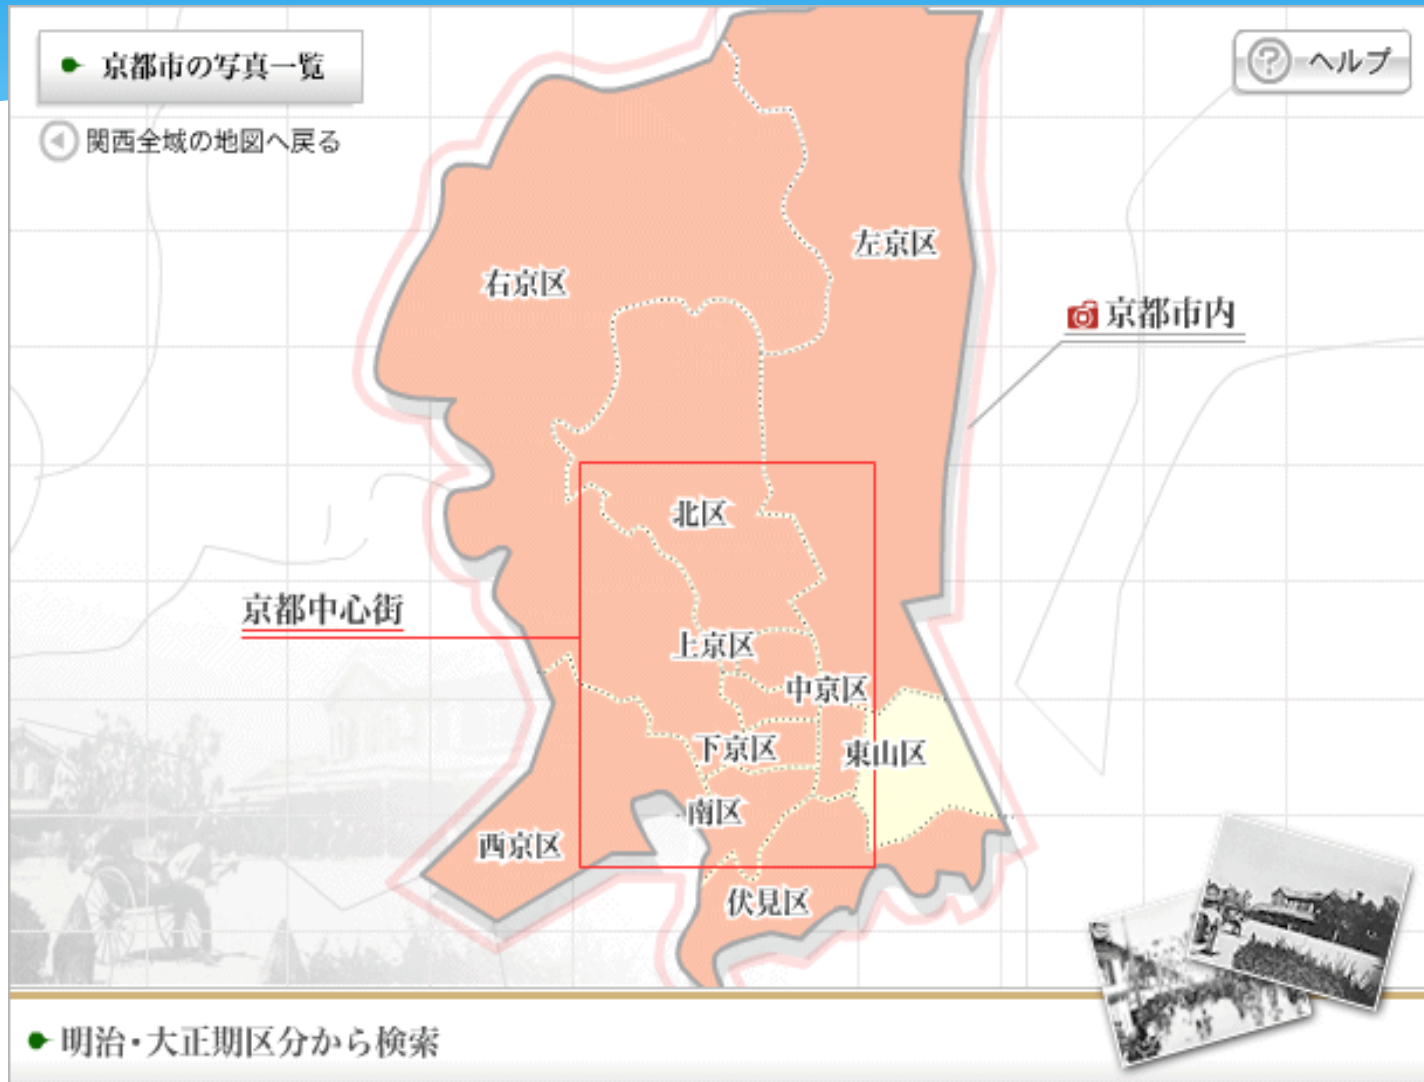 京都市の写真一覧
ヘルプ
関西全域の地図へ戻る
左京区
右京区
京都市内
北区
京都中心街
上京区
中京区
下京区
東山区
南区
西京区
伏見区
明治・大正期区分から検索